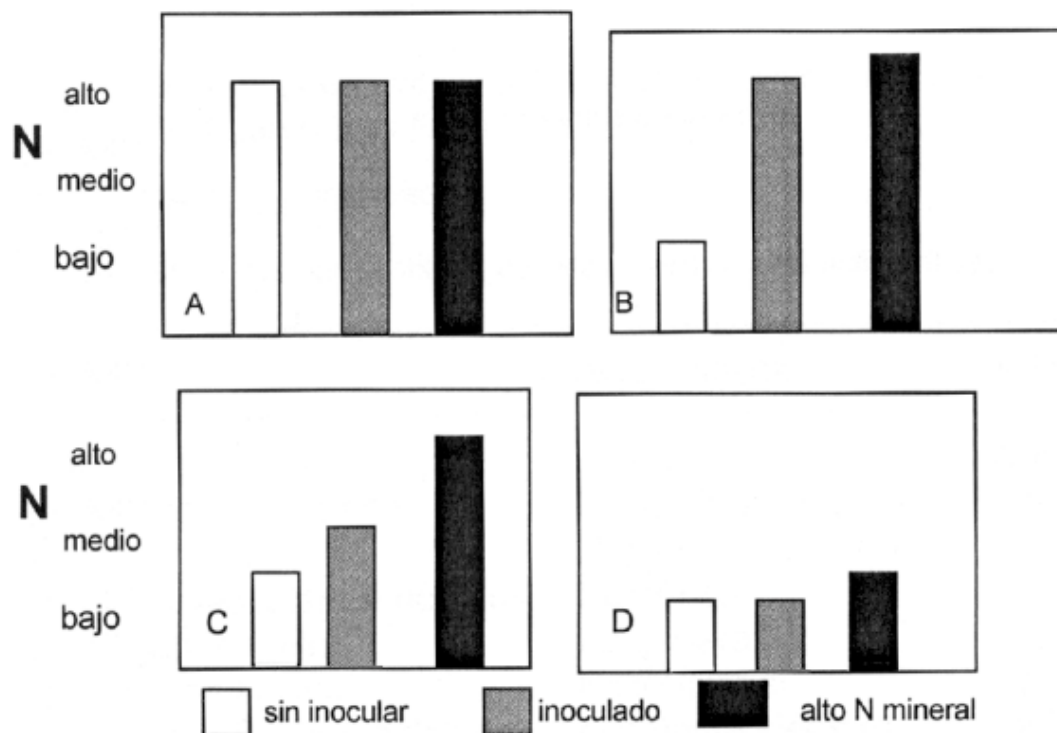 alto
N
medio
bajo
A
B
alto
N
medio
bajo
C
D
sin inocular
inoculado
alto N mineral